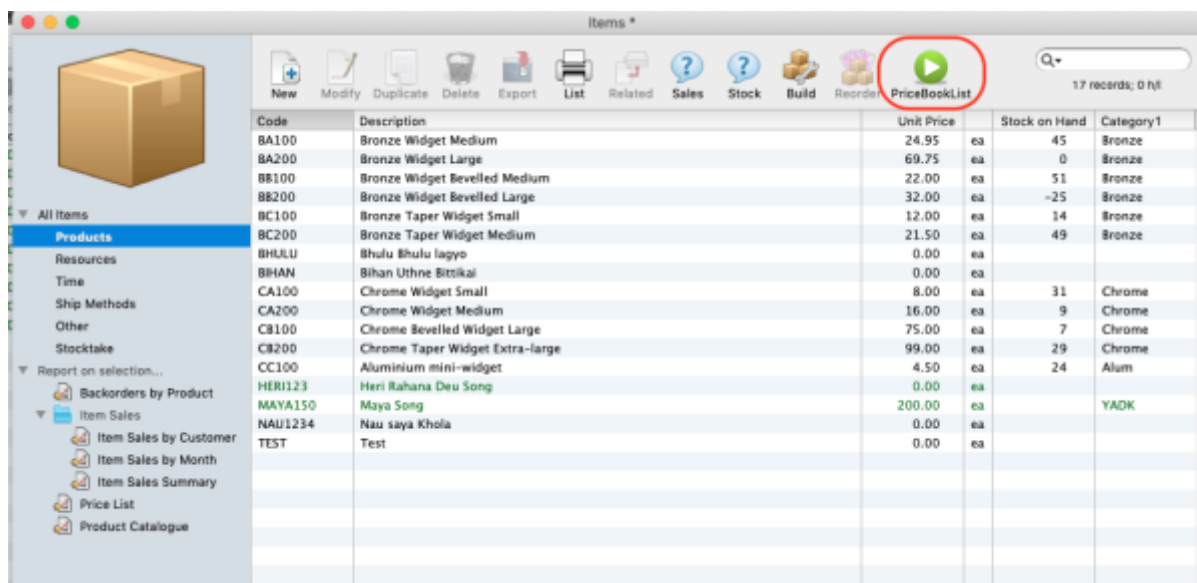 Items *
New Modify Duplicate Delete Export List Related Sales Stock Build Reorder PriceBookList
17 records; 0 h/l
All Items
Products
Resources
Time
Ship Methods
Other
Stocktake
Report on selection...
Backorders by Product
Item Sales
Item Sales by Customer
Item Sales by Month
Item Sales Summary
Price List
Product Catalogue
Code Description Unit Price Stock on Hand Category1
BA100 Bronze Widget Medium 24.95 ea 45 Bronze
BA200 Bronze Widget Large 69.75 ea 0 Bronze
BB100 Bronze Widget Bevelled Medium 22.00 ea 51 Bronze
BB200 Bronze Widget Bevelled Large 32.00 ea -25 Bronze
BC100 Bronze Taper Widget Small 12.00 ea 14 Bronze
BC200 Bronze Taper Widget Medium 21.50 ea 49 Bronze
BHULU Bhulu Bhulu lagyo 0.00 ea
BIHAN Bihan Uthne Bittikai 0.00 ea
CA100 Chrome Widget Small 8.00 ea 31 Chrome
CA200 Chrome Widget Medium 16.00 ea 9 Chrome
CB100 Chrome Bevelled Widget Large 75.00 ea 7 Chrome
CB200 Chrome Taper Widget Extra-large 99.00 ea 29 Chrome
CC100 Aluminium mini-widget 4.50 ea 24 Alum
HERI123 Heri Rahana Deu Song 0.00 ea
MAYA150 Maya Song 200.00 ea YADK
NAU1234 Nau saya Khola 0.00 ea
TEST Test 0.00 ea